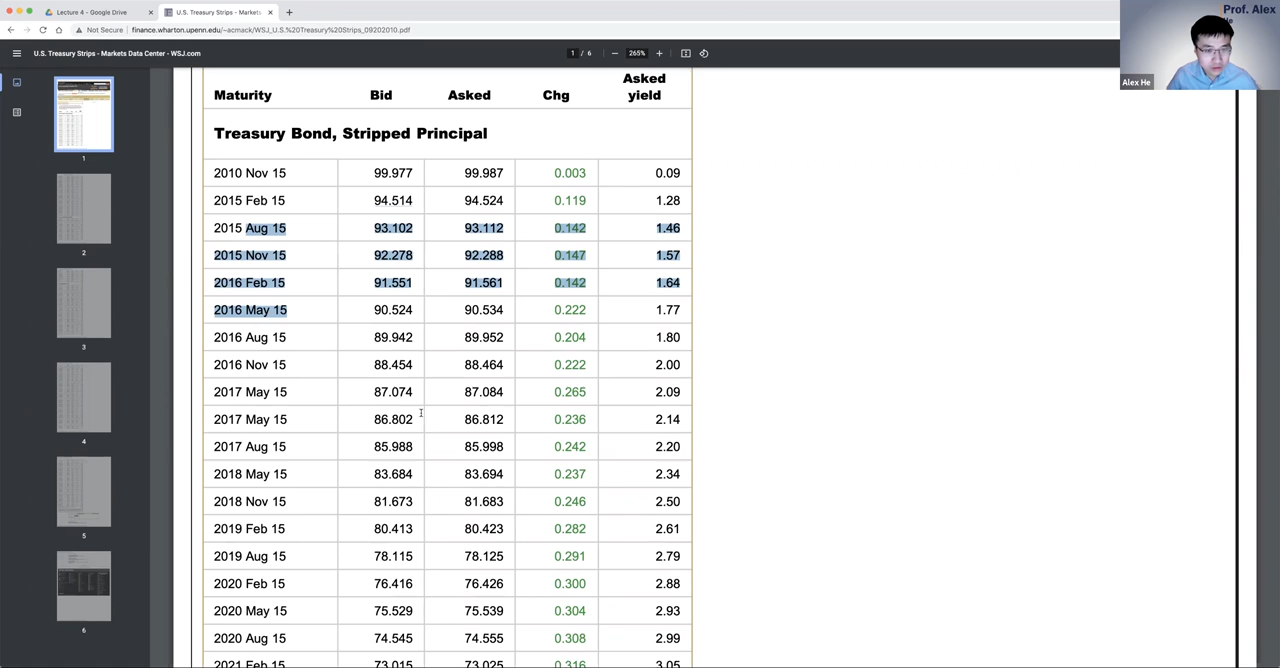 Lecture 4 - Google Drive
U.S. Treasury Strips - Markets
Not Secure | finance.wharton.upenn.edu/~acmack/WSJ_U.S.%20Treasury%20Strips_09202010.pdf
U.S. Treasury Strips - Markets Data Center - WSJ.com
1 / 6
265%
Prof. Alex
He
Alex He
1
2
3
4
5
6
Maturity Bid Asked Chg Asked yield
Treasury Bond, Stripped Principal
2010 Nov 15 99.977 99.987 0.003 0.09
2015 Feb 15 94.514 94.524 0.119 1.28
2015 Aug 15 93.102 93.112 0.142 1.46
2015 Nov 15 92.278 92.288 0.147 1.57
2016 Feb 15 91.551 91.561 0.142 1.64
2016 May 15 90.524 90.534 0.222 1.77
2016 Aug 15 89.942 89.952 0.204 1.80
2016 Nov 15 88.454 88.464 0.222 2.00
2017 May 15 87.074 87.084 0.265 2.09
2017 May 15 86.802 86.812 0.236 2.14
2017 Aug 15 85.988 85.998 0.242 2.20
2018 May 15 83.684 83.694 0.237 2.34
2018 Nov 15 81.673 81.683 0.246 2.50
2019 Feb 15 80.413 80.423 0.282 2.61
2019 Aug 15 78.115 78.125 0.291 2.79
2020 Feb 15 76.416 76.426 0.300 2.88
2020 May 15 75.529 75.539 0.304 2.93
2020 Aug 15 74.545 74.555 0.308 2.99
2021 Feb 15 73.015 73.025 0.316 3.05